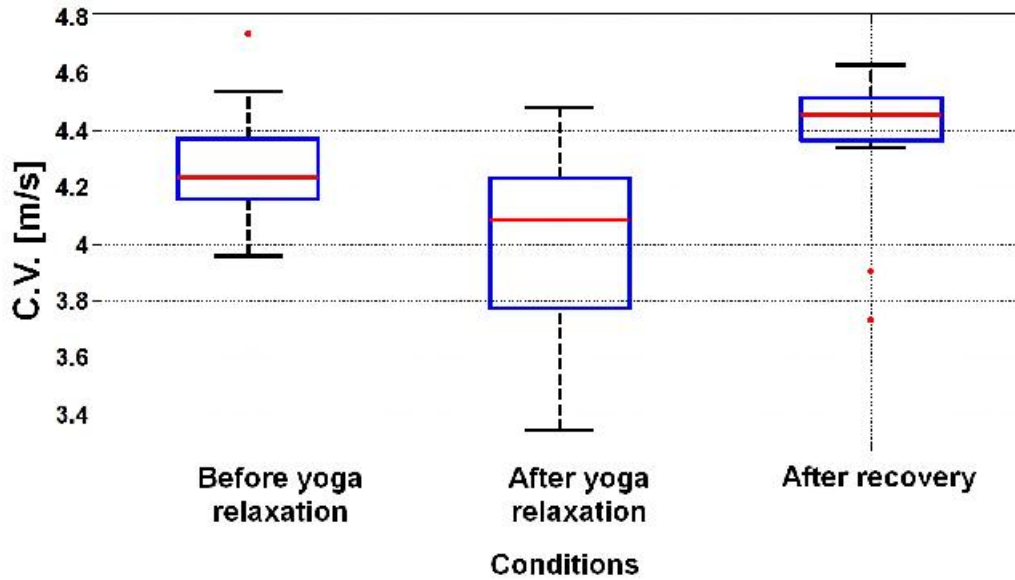 4.8
4.6
4.4
4.2
4
3.8
3.6
3.4
C.V. [m/s]
Before yoga
relaxation
After yoga
relaxation
After recovery
Conditions